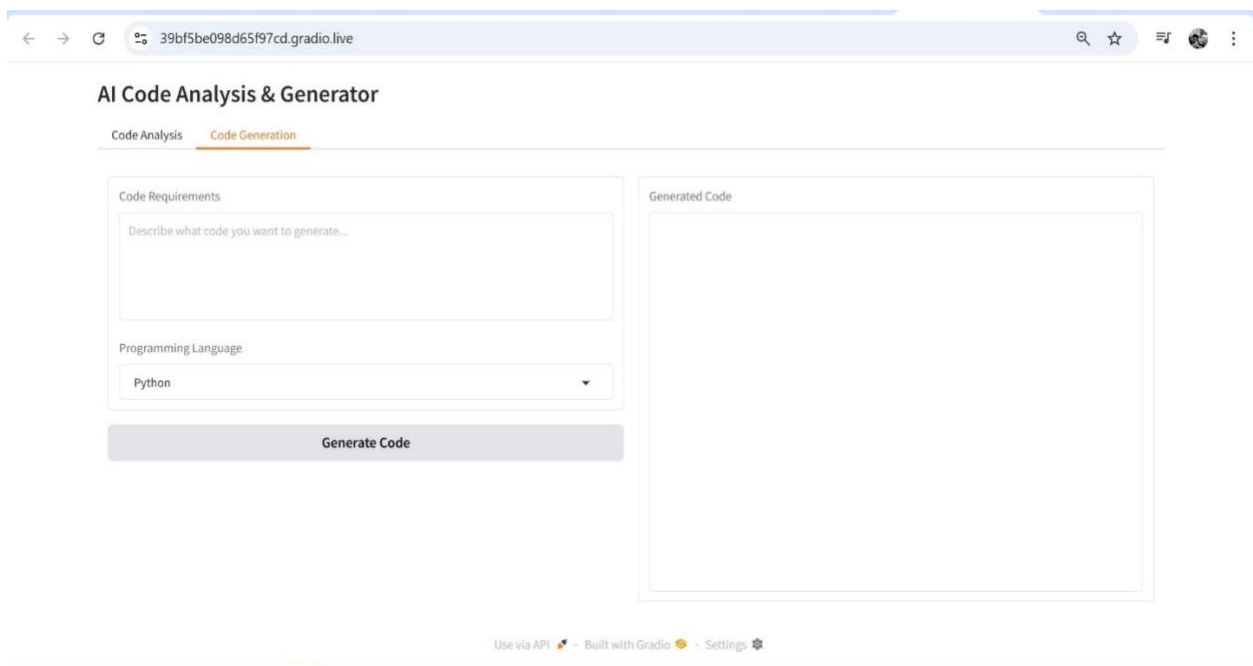 39bf5be098d65f97cd.gradio.live
AI Code Analysis & Generator
Code Analysis Code Generation
Code Requirements
Describe what code you want to generate...
Programming Language
Python
Generate Code
Generated Code
Use via API · Built with Gradio · Settings